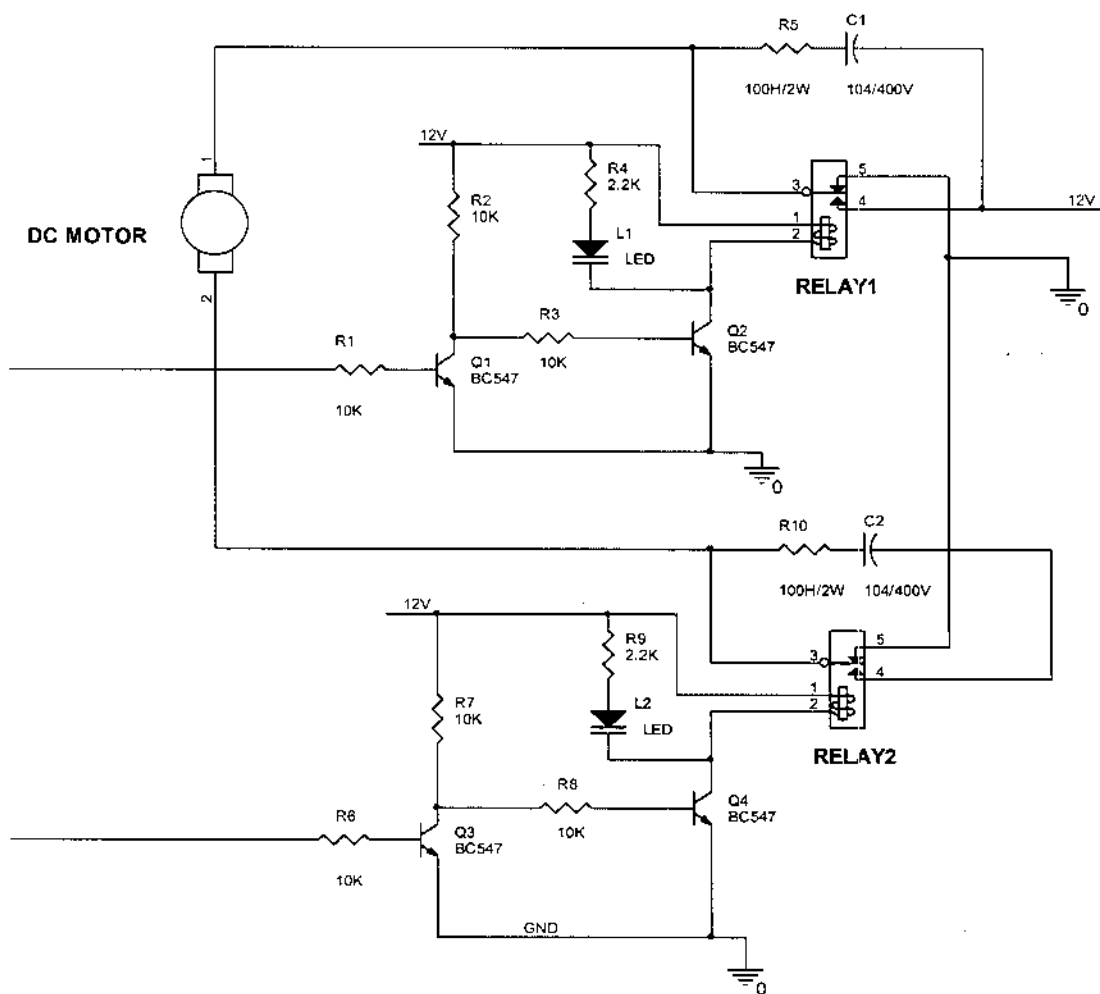 R5
C1
100H/2W
104/400V
12V
R4
2.2K
R2
10K
1
3
5
4
12V
1
2
L1
LED
DC MOTOR
RELAY1
0
2
R3
10K
Q2
BC547
R1
10K
Q1
BC547
0
R10
C2
100H/2W
104/400V
12V
R9
2.2K
3
5
4
1
2
R7
10K
L2
LED
RELAY2
R8
10K
Q4
BC547
R6
10K
Q3
BC547
GND
0